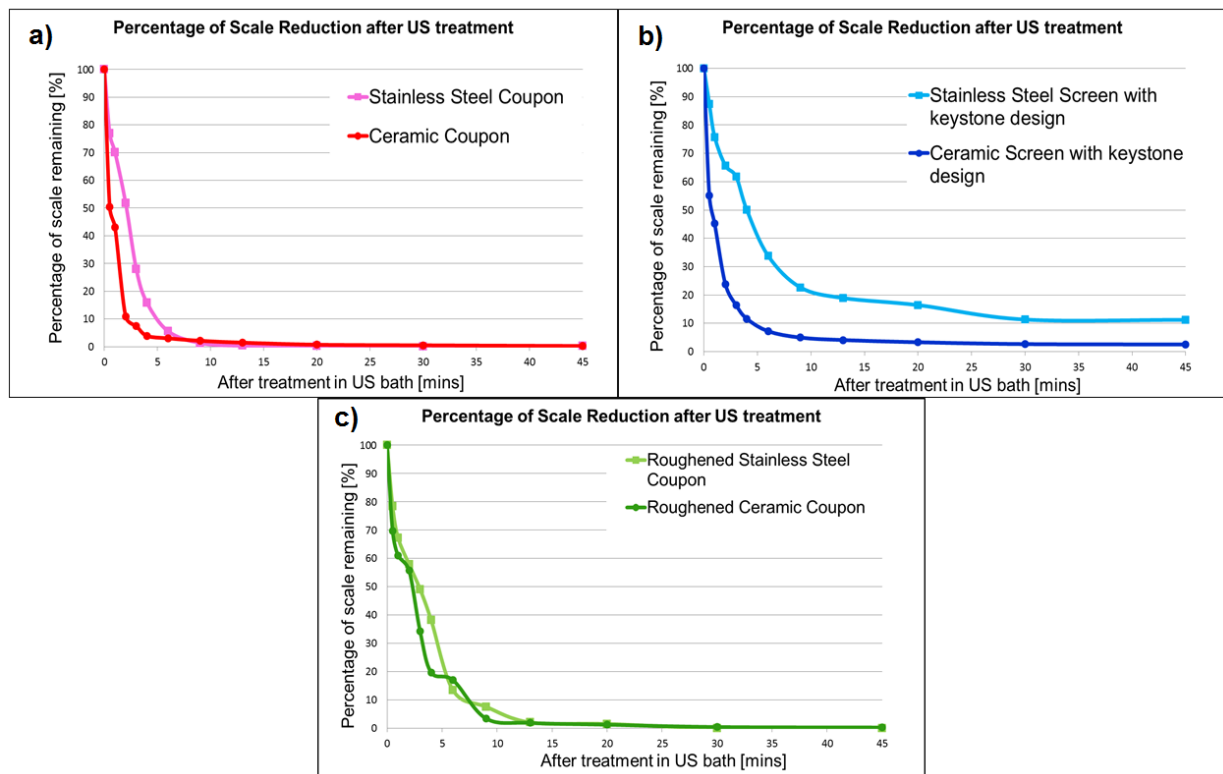 a)
Percentage of Scale Reduction after US treatment
Percentage of scale remaining [%]
100
90
80
70
60
50
40
30
20
10
0
Stainless Steel Coupon
Ceramic Coupon
0 5 10 15 20 25 30 35 40 45
After treatment in US bath [mins]
b)
Percentage of Scale Reduction after US treatment
Percentage of scale remaining [%]
100
90
80
70
60
50
40
30
20
10
0
Stainless Steel Screen with
keystone design
Ceramic Screen with keystone
design
0 5 10 15 20 25 30 35 40 45
After treatment in US bath [mins]
c)
Percentage of Scale Reduction after US treatment
Percentage of scale remaining [%]
100
90
80
70
60
50
40
30
20
10
0
Roughened Stainless Steel
Coupon
Roughened Ceramic Coupon
0 5 10 15 20 25 30 35 40 45
After treatment in US bath [mins]